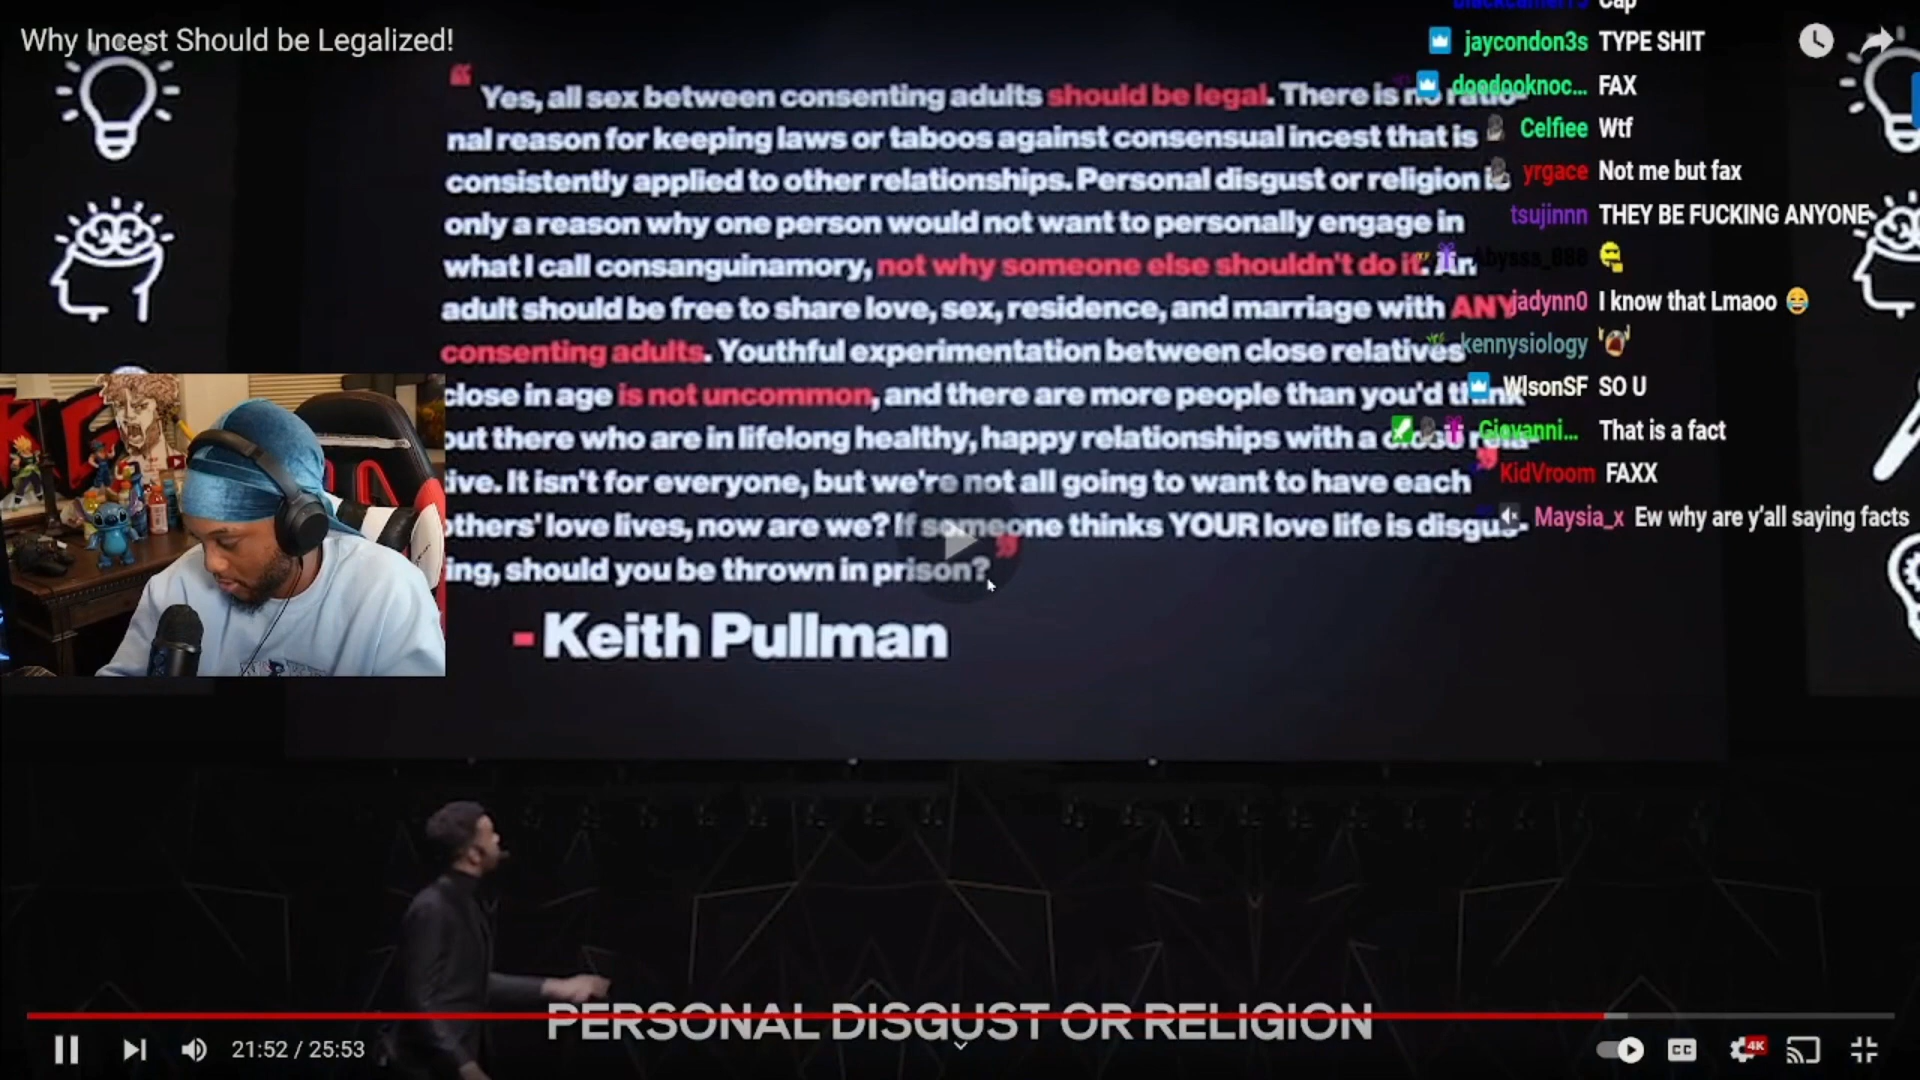 Why Incest Should be Legalized!
“ Yes, all sex between consenting adults should be legal. There is no ratio-
nal reason for keeping laws or taboos against consensual incest that is
consistently applied to other relationships. Personal disgust or religion is
only a reason why one person would not want to personally engage in
what I call consanguinamory, not why someone else shouldn't do it. An
adult should be free to share love, sex, residence, and marriage with ANY
consenting adults. Youthful experimentation between close relatives
close in age is not uncommon, and there are more people than you'd think
out there who are in lifelong healthy, happy relationships with a close rela-
tive. It isn't for everyone, but we're not all going to want to have each
others' love lives, now are we? If someone thinks YOUR love life is disgus-
ing, should you be thrown in prison? ”
- Keith Pullman
Cap
jaycondon3s TYPE SHIT
doodooknoc... FAX
Celfiee Wtf
yrgace Not me but fax
tsujinnn THEY BE FUCKING ANYONE
Abyss_888
jadynn0 I know that Lmaoo 😂
kennysiology
WlsonSF SO U
Giovanni... That is a fact
KidVroom FAXX
Maysia_x Ew why are y'all saying facts
PERSONAL DISGUST OR RELIGION
21:52 / 25:53
CC
4K